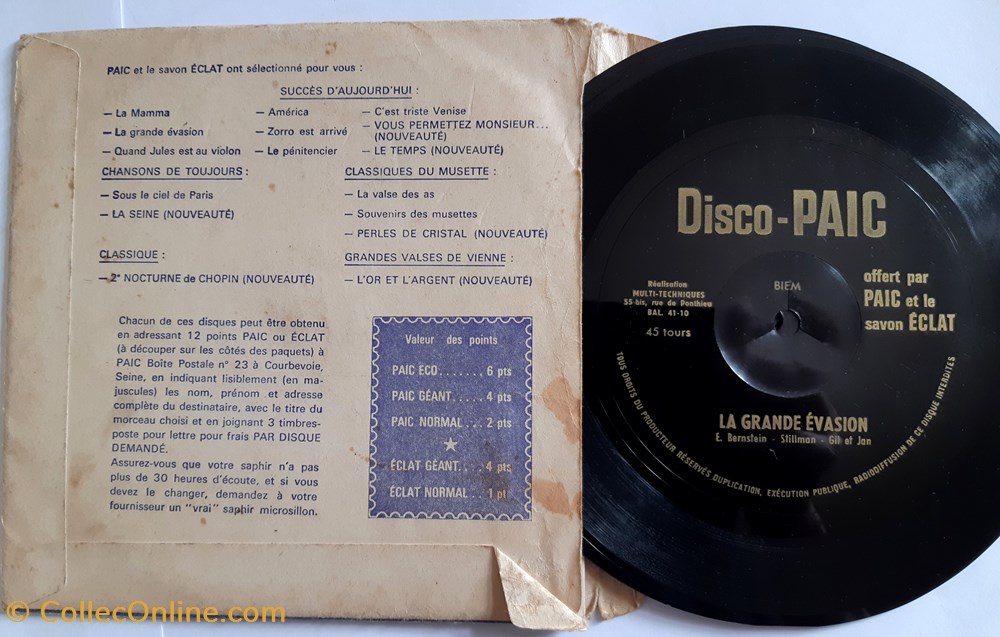 PAIC et le savon ÉCLAT ont sélectionné pour vous :
SUCCÈS D'AUJOURD'HUI :
— La Mamma
— La grande évasion
— Quand Jules est au violon
— América
— Zorro est arrivé
— Le pénitencier
— C'est triste Venise
— VOUS PERMETTEZ MONSIEUR...
(NOUVEAUTÉ)
— LE TEMPS (NOUVEAUTÉ)
CHANSONS DE TOUJOURS :
— Sous le ciel de Paris
— LA SEINE (NOUVEAUTÉ)
CLASSIQUES DU MUSETTE :
— La valse des as
— Souvenirs des musettes
— PERLES DE CRISTAL (NOUVEAUTÉ)
CLASSIQUE :
— 2e NOCTURNE de CHOPIN (NOUVEAUTÉ)
GRANDES VALSES DE VIENNE :
— L'OR ET L'ARGENT (NOUVEAUTÉ)
Chacun de ces disques peut être obtenu
en adressant 12 points PAIC ou ÉCLAT
(à découper sur les côtés des paquets) à
PAIC Boîte Postale n° 23 à Courbevoie,
Seine, en indiquant lisiblement (en ma-
juscules) les nom, prénom et adresse
complète du destinataire, avec le titre du
morceau choisi et en joignant 3 timbres-
poste pour lettre pour frais PAR DISQUE
DEMANDÉ.
Assurez-vous que votre saphir n'a pas
plus de 30 heures d'écoute, et si vous
devez le changer, demandez à votre
fournisseur un "vrai" saphir microsillon.
Valeur des points
PAIC ECO....... 6 pts
PAIC GÉANT..... 4 pts
PAIC NORMAL... 2 pts
ÉCLAT GÉANT.... 4 pts
ÉCLAT NORMAL... 1 pt
Disco-PAIC
Réalisation
MULTI-TECHNIQUES
55 bis, rue de Ponthieu
BAL. 41-10
45 tours
BIEM
offert par
PAIC et le
savon ÉCLAT
LA GRANDE ÉVASION
E. Bernstein - Stillman - Gil et Jan
TOUS DROITS DU PRODUCTEUR RÉSERVÉS DUPLICATION, EXÉCUTION PUBLIQUE, RADIODIFFUSION DE CE DISQUE INTERDITES
© CollecOnline.com